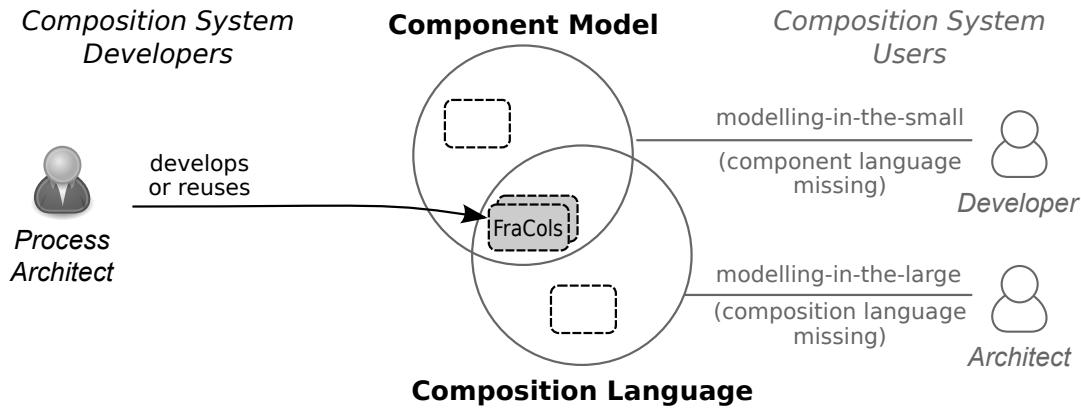 Composition System
Developers
Component Model
Composition System
Users
develops
or reuses
Process
Architect
FraCols
modelling-in-the-small
(component language
missing)
Developer
modelling-in-the-large
(composition language
missing)
Architect
Composition Language